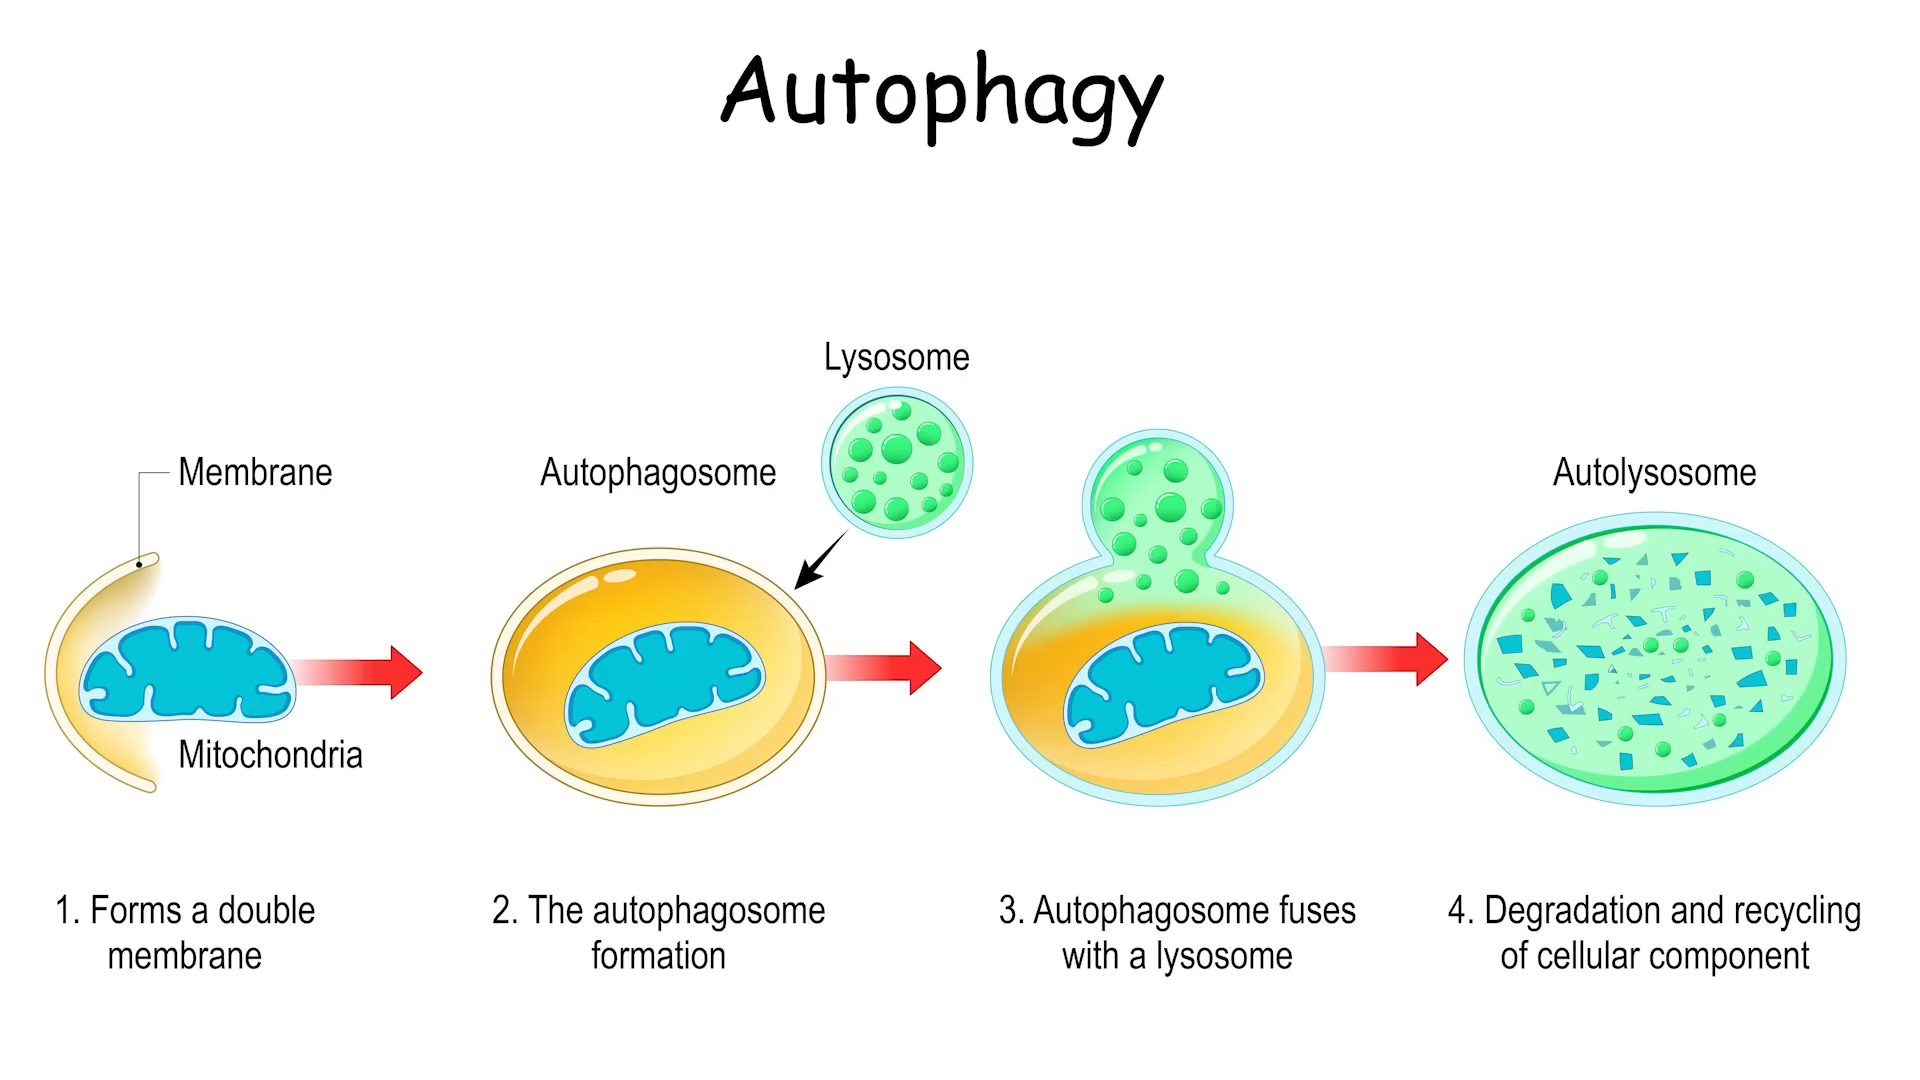 Autophagy
Lysosome
Membrane
Autophagosome
Autolysosome
Mitochondria
1. Forms a double
membrane
2. The autophagosome
formation
3. Autophagosome fuses
with a lysosome
4. Degradation and recycling
of cellular component